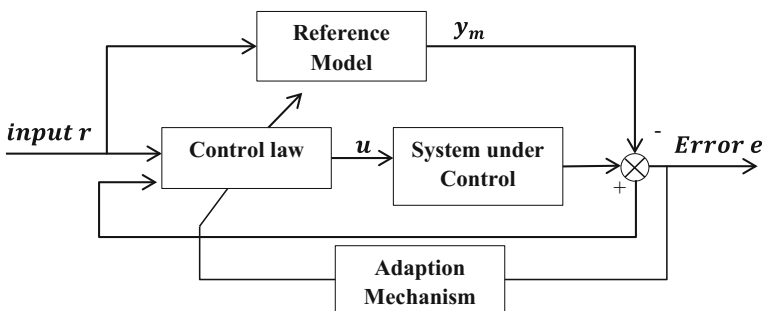 Reference
Model
y_m
input r
Control law
u
System under
Control
-
Error e
+
Adaption
Mechanism